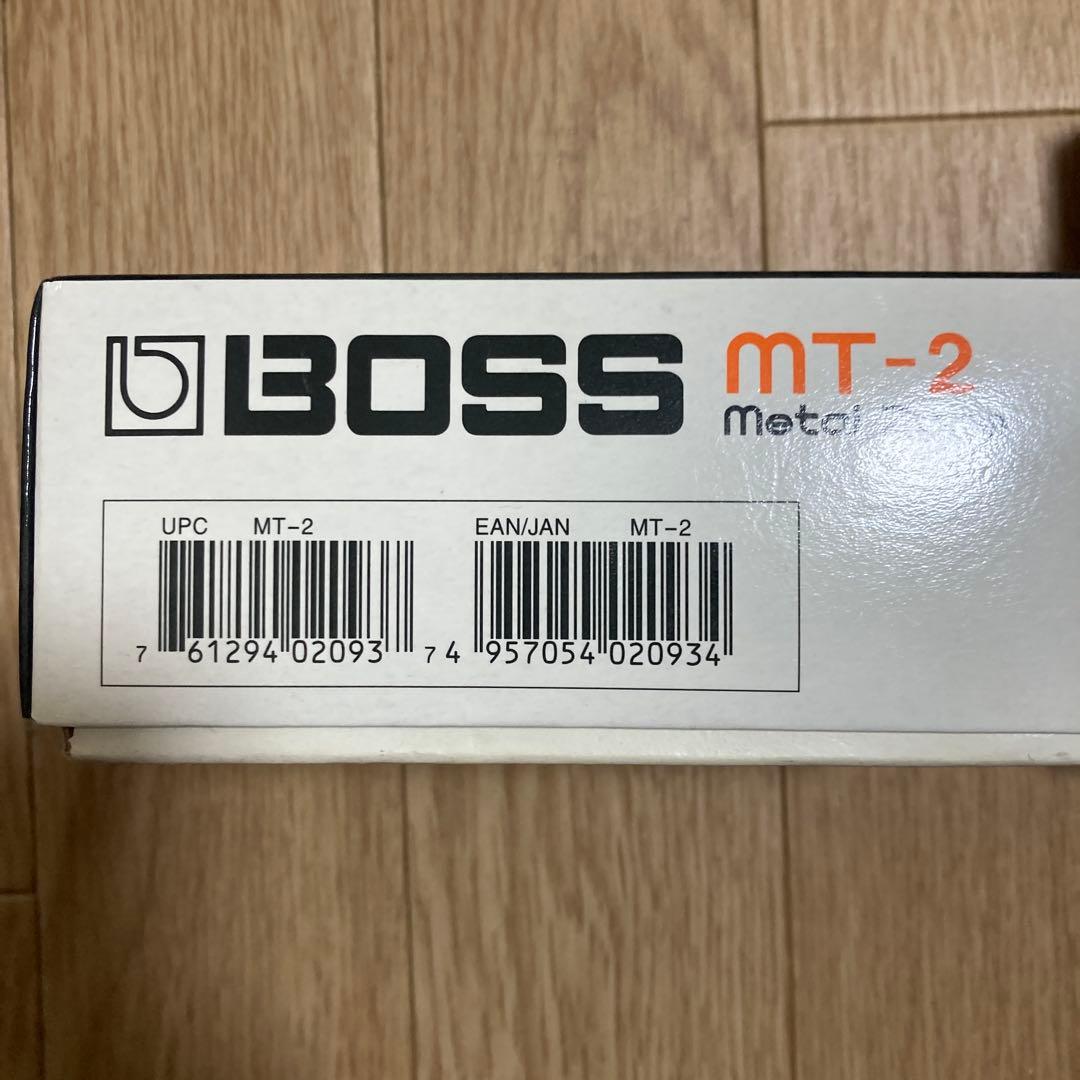 BOSS MT-2
Metal
UPC MT-2 EAN/JAN MT-2
7 61294 02093 7 4 957054 020934